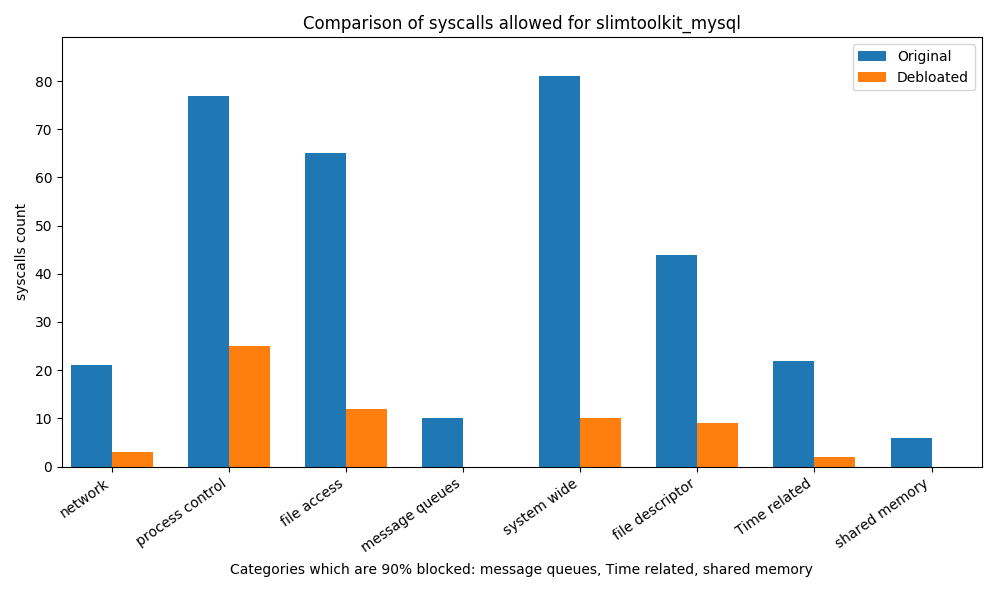 Comparison of syscalls allowed for slimtoolkit_mysql
Original
Debloated
syscalls count
80
70
60
50
40
30
20
10
0
network
process control
file access
message queues
system wide
file descriptor
Time related
shared memory
Categories which are 90% blocked: message queues, Time related, shared memory